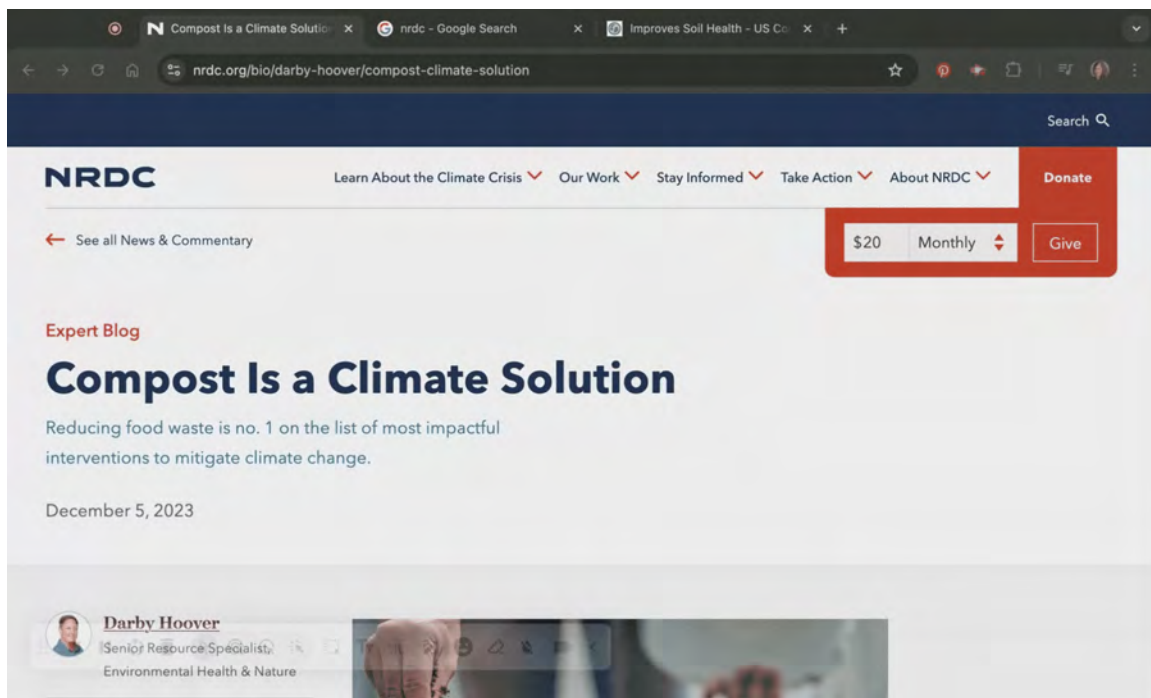 Compost Is a Climate Solutio
nrdc - Google Search
Improves Soil Health - US Co
nrdc.org/bio/darby-hoover/compost-climate-solution
Search
NRDC
Learn About the Climate Crisis
Our Work
Stay Informed
Take Action
About NRDC
Donate
← See all News & Commentary
$20
Monthly
Give
Expert Blog
Compost Is a Climate Solution
Reducing food waste is no. 1 on the list of most impactful
interventions to mitigate climate change.
December 5, 2023
Darby Hoover
Senior Resource Specialist,
Environmental Health & Nature